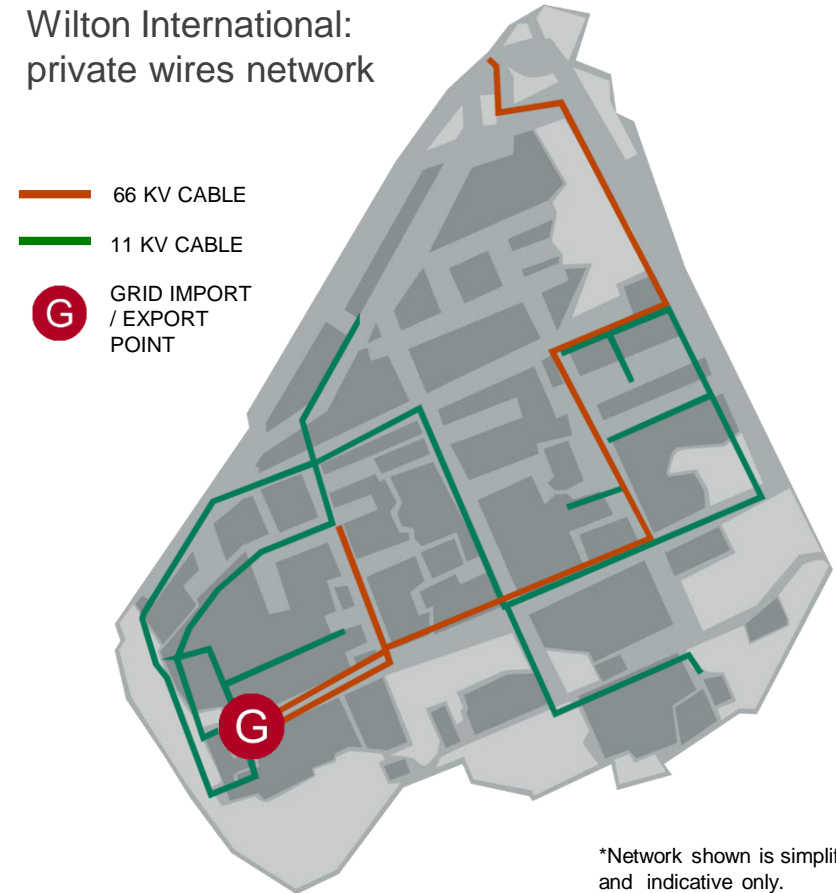 Wilton International:
private wires network
66 KV CABLE
11 KV CABLE
G
GRID IMPORT
/ EXPORT
POINT
G
*Network shown is
and indicative only.